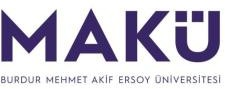 MAKÜ
BURDUR MEHMET AKİF ERSOY ÜNİVERSİTESİ